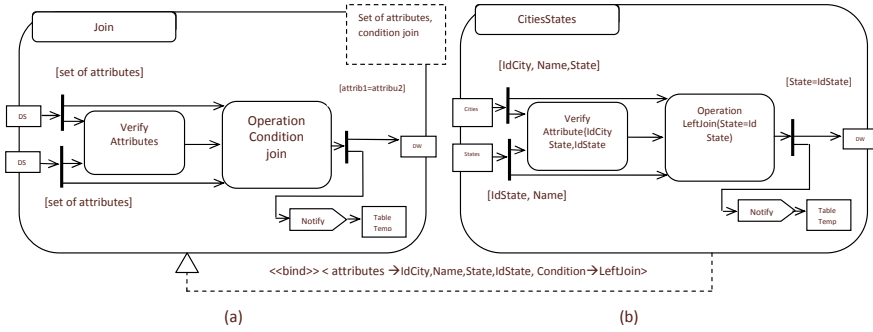 Join
Set of attributes,
condition join
[set of attributes]
[attrib1=attribu2]
DS
Verify
Attributes
Operation
Condition
join
DS
DW
[set of attributes]
Notify
Table
Temo
CitiesStates
[IdCity, Name,State]
[State=IdState]
Cities
Verify
Attribute{IdCity
State,IdState
Operation
LeftJoin(State=Id
State)
States
DW
[IdState, Name]
Notify
Table
Temp
<<bind>> < attributes →IdCity,Name,State,IdState, Condition→LeftJoin>
(a)
(b)